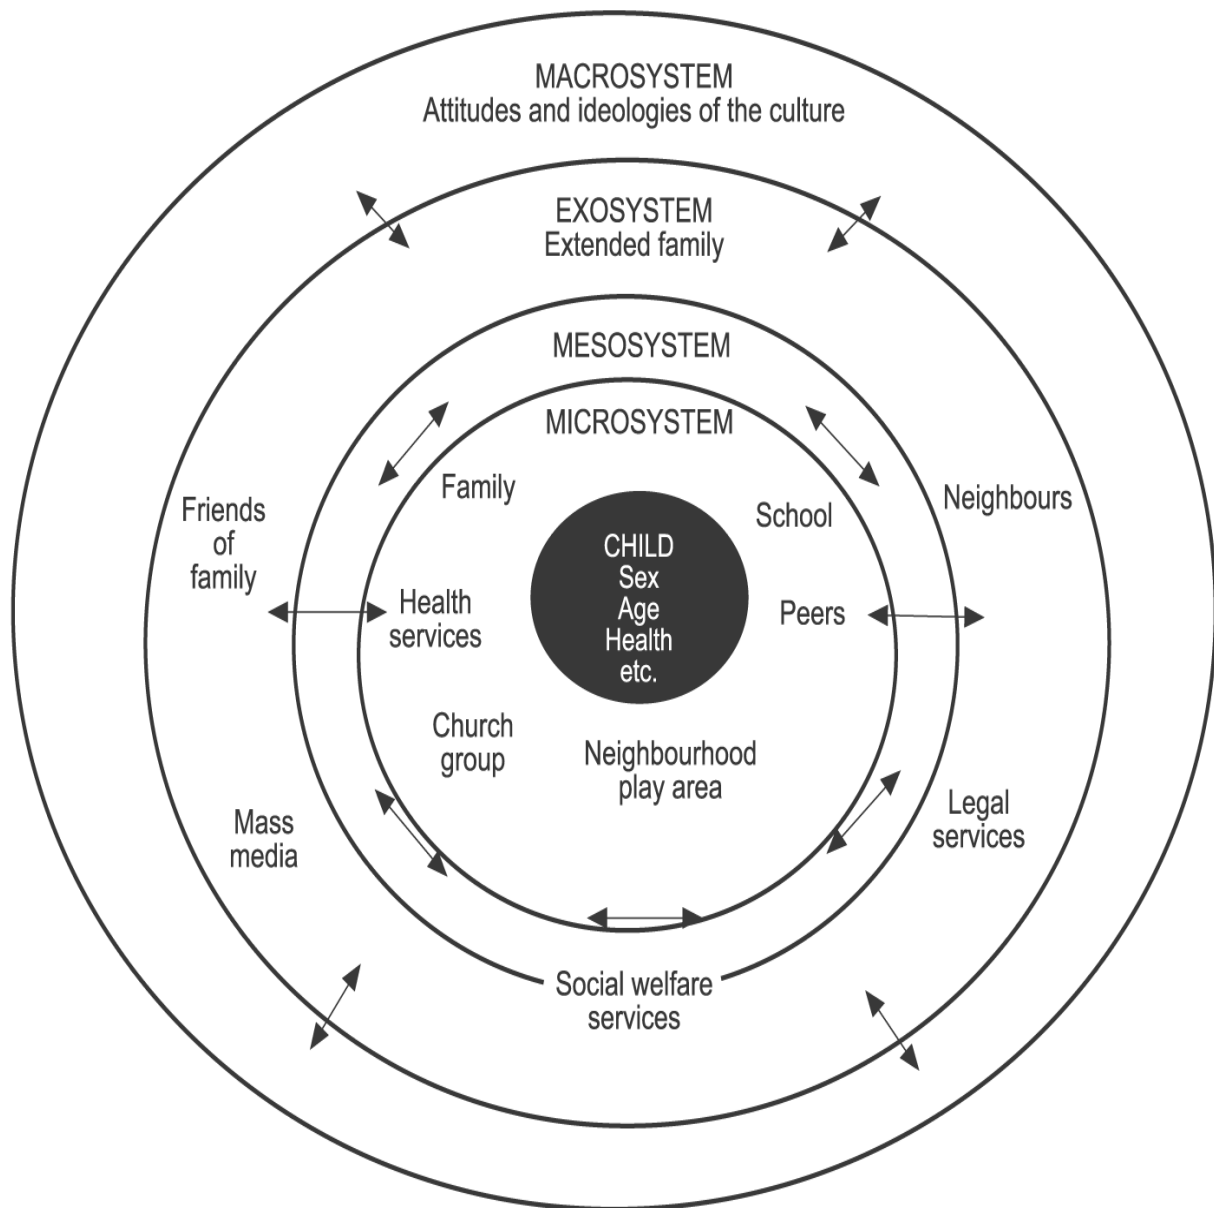 MACROSYSTEM
Attitudes and ideologies of the culture
EXOSYSTEM
Extended family
MESOSYSTEM
MICROSYSTEM
Family
School
Neighbours
Friends
of
family
CHILD
Sex
Age
Health
etc.
Health
services
Peers
Church
group
Neighbourhood
play area
Mass
media
Legal
services
Social welfare
services